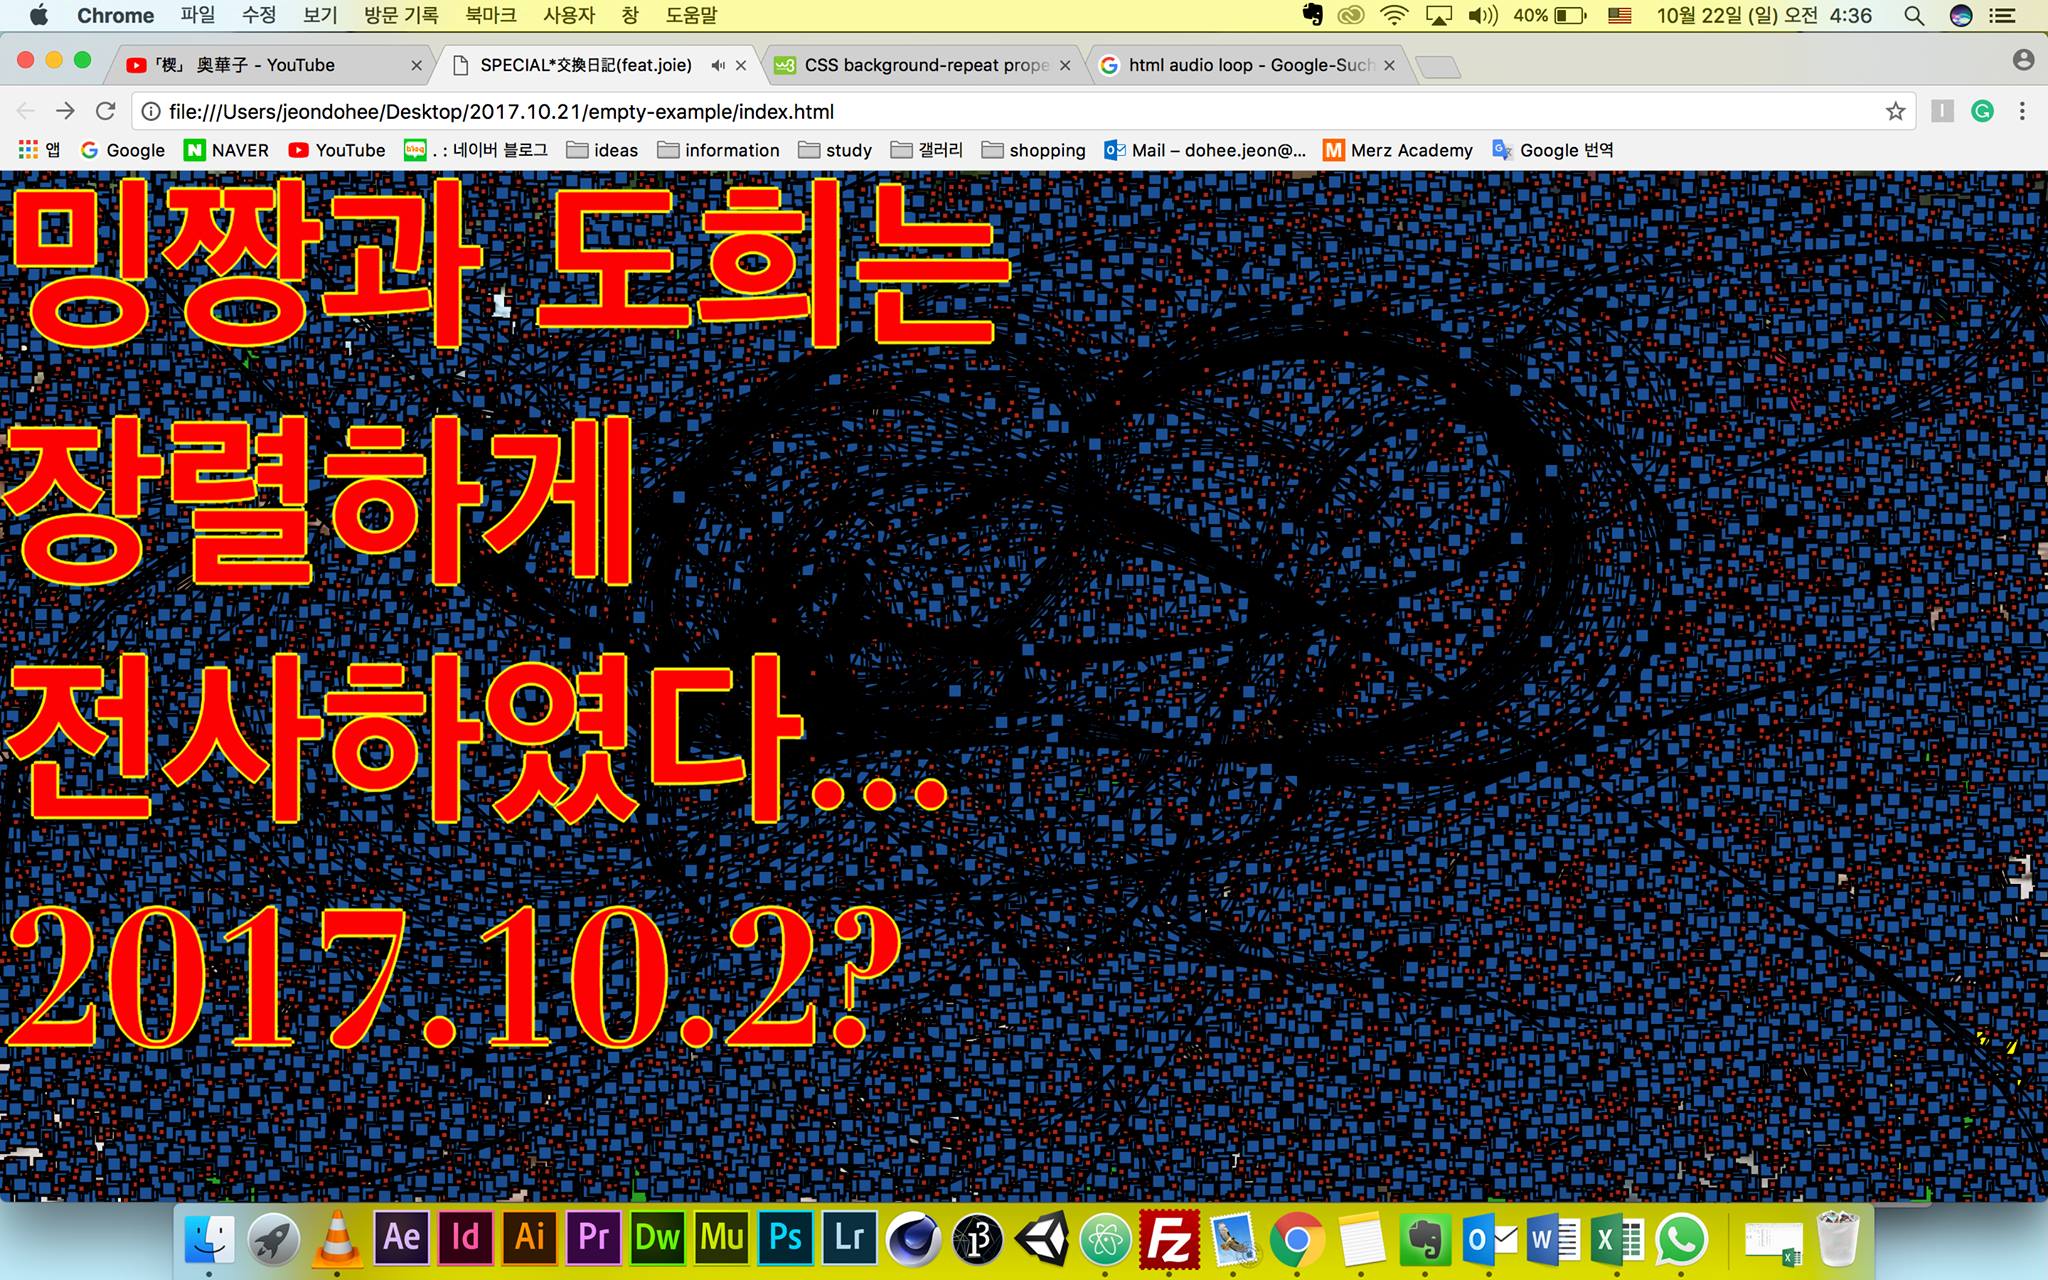 Chrome 파일 수정 보기 방문 기록 북마크 사용자 창 도움말 40% 10월 22일 (일) 오전 4:36
「楔」 奥華子 - YouTube SPECIAL*交換日記(feat.joie) CSS background-repeat prope html audio loop - Google-Such
file:///Users/jeondohee/Desktop/2017.10.21/empty-example/index.html
앱 Google NAVER YouTube blog . : 네이버 블로그 ideas information study 갤러리 shopping Mail – dohee.jeon@... Merz Academy Google 번역
밍짱과 도희는
장렬하게
전사하였다...
2017.10.2?
Ae Id Ai Pr Dw Mu Ps Lr